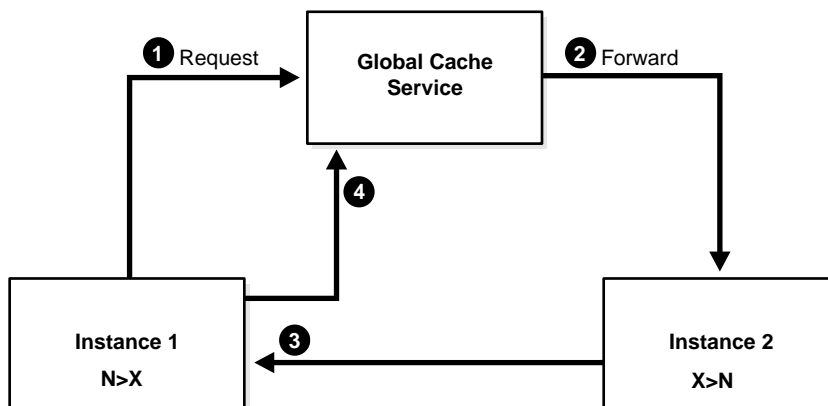 1 Request
Global Cache
Service
2 Forward
4
3
Instance 1
N>X
Instance 2
X>N